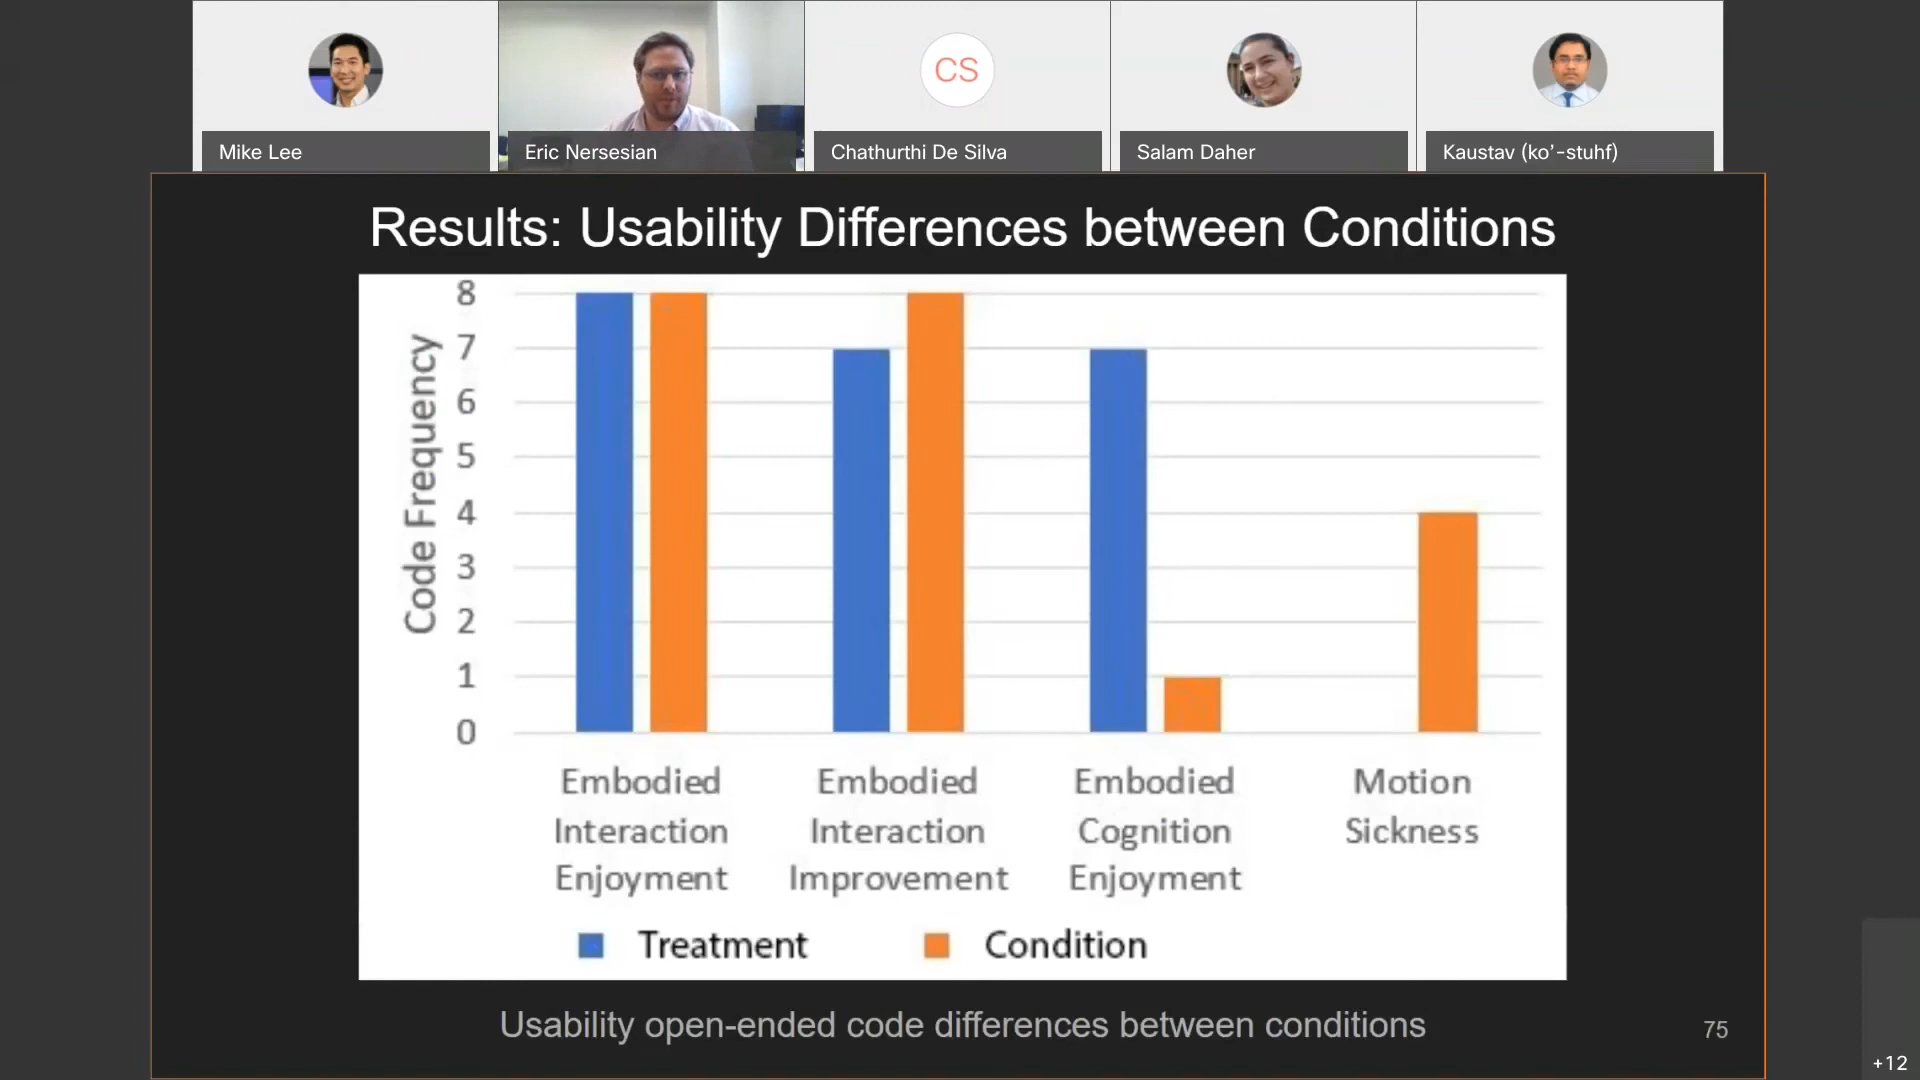 CS
Mike Lee
Eric Nersesian
Chathurthi De Silva
Salam Daher
Kaustav (ko’-stuhf)
Results: Usability Differences between Conditions
Code Frequency
8
7
6
5
4
3
2
1
0
Embodied
Interaction
Enjoyment
Embodied
Interaction
Improvement
Embodied
Cognition
Enjoyment
Motion
Sickness
Treatment
Condition
Usability open-ended code differences between conditions
75
+12